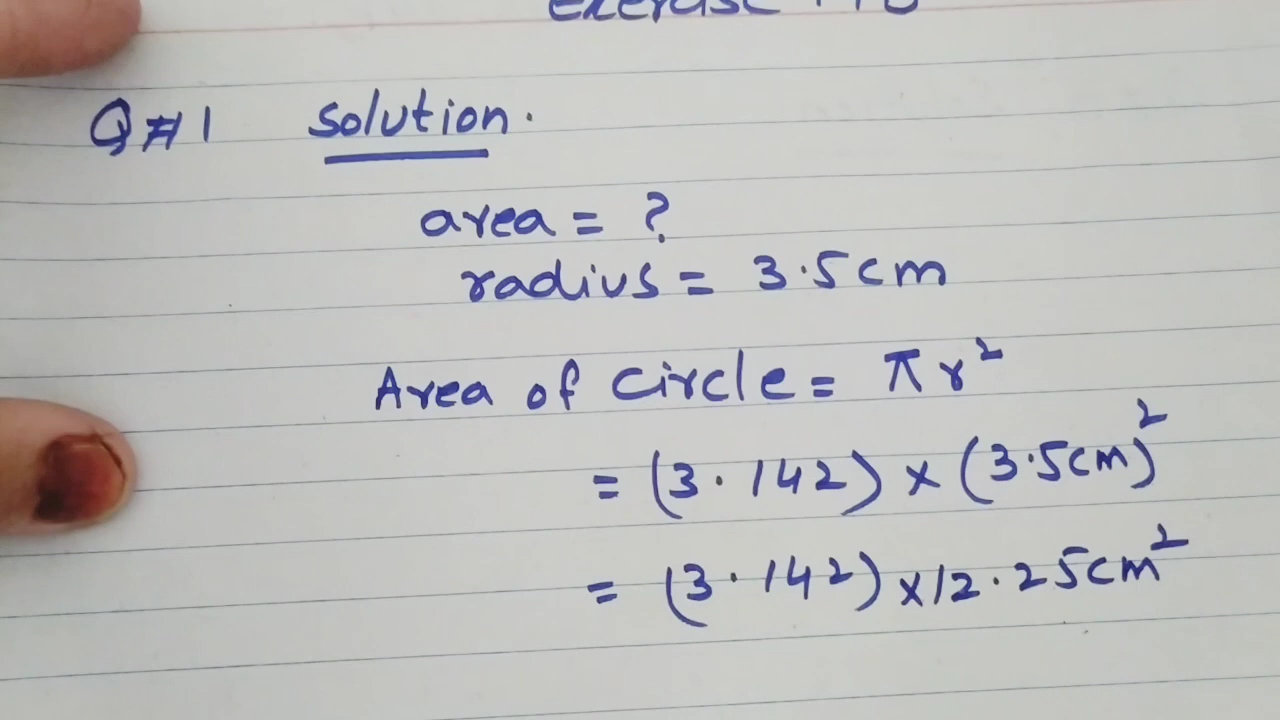 Exercise
Q#1 Solution.
area = ?
radius = 3.5cm
Area of circle = πr²
= (3.142) × (3.5cm)²
= (3.142) × 12.25cm²